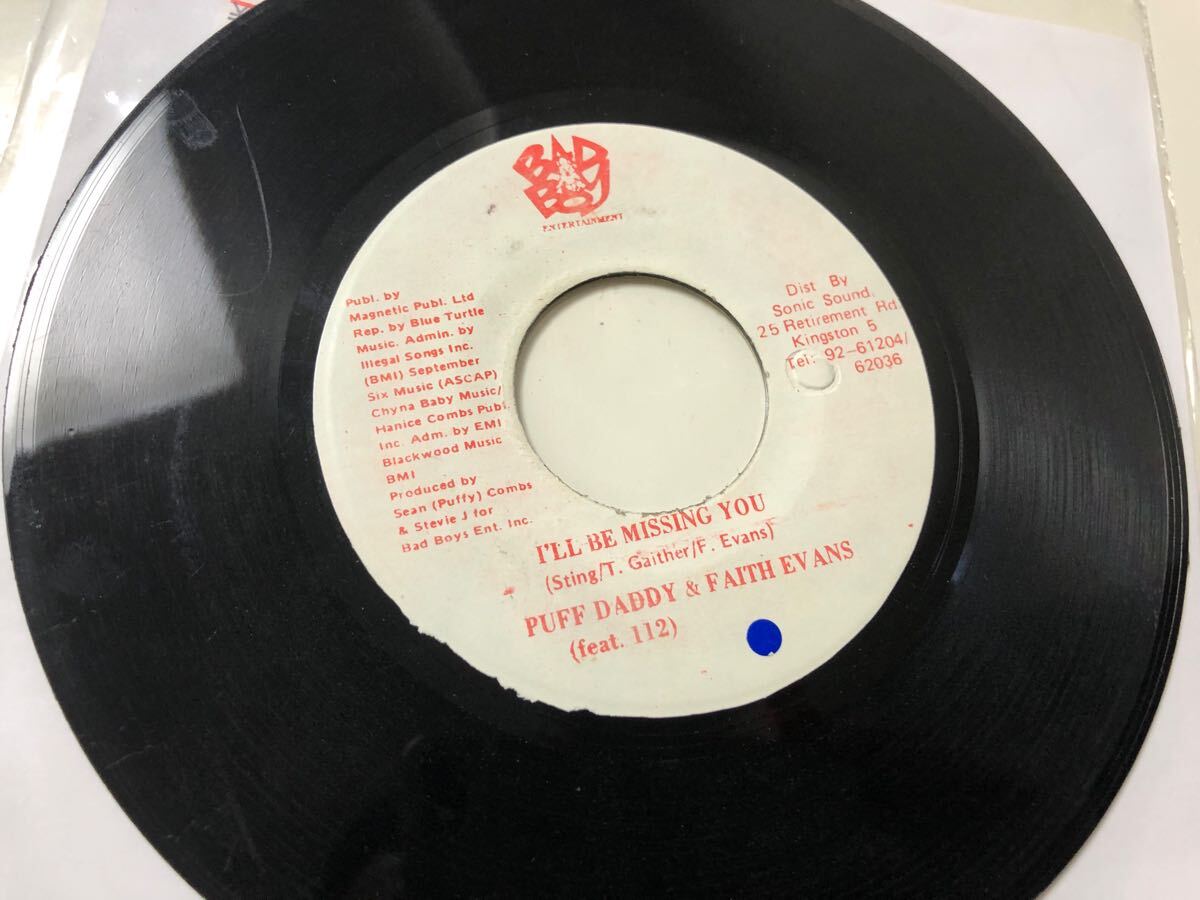 BAD
BOY
ENTERTAINMENT
Publ. by
Magnetic Publ. Ltd
Rep. by Blue Turtle
Music. Admin. by
Illegal Songs Inc.
(BMI) September
Six Music (ASCAP)
Chyna Baby Music/
Hanice Combs Publ.
Inc. Adm. by EMI
Blackwood Music
BMI
Produced by
Sean (Puffy) Combs
& Stevie J for
Bad Boys Ent. Inc.
Dist By
Sonic Sound.
25 Retirement Rd
Kingston 5
Tel: 92-61204/
62036
I'LL BE MISSING YOU
(Sting/T. Gaither/F. Evans)
PUFF DADDY & FAITH EVANS
(feat. 112)